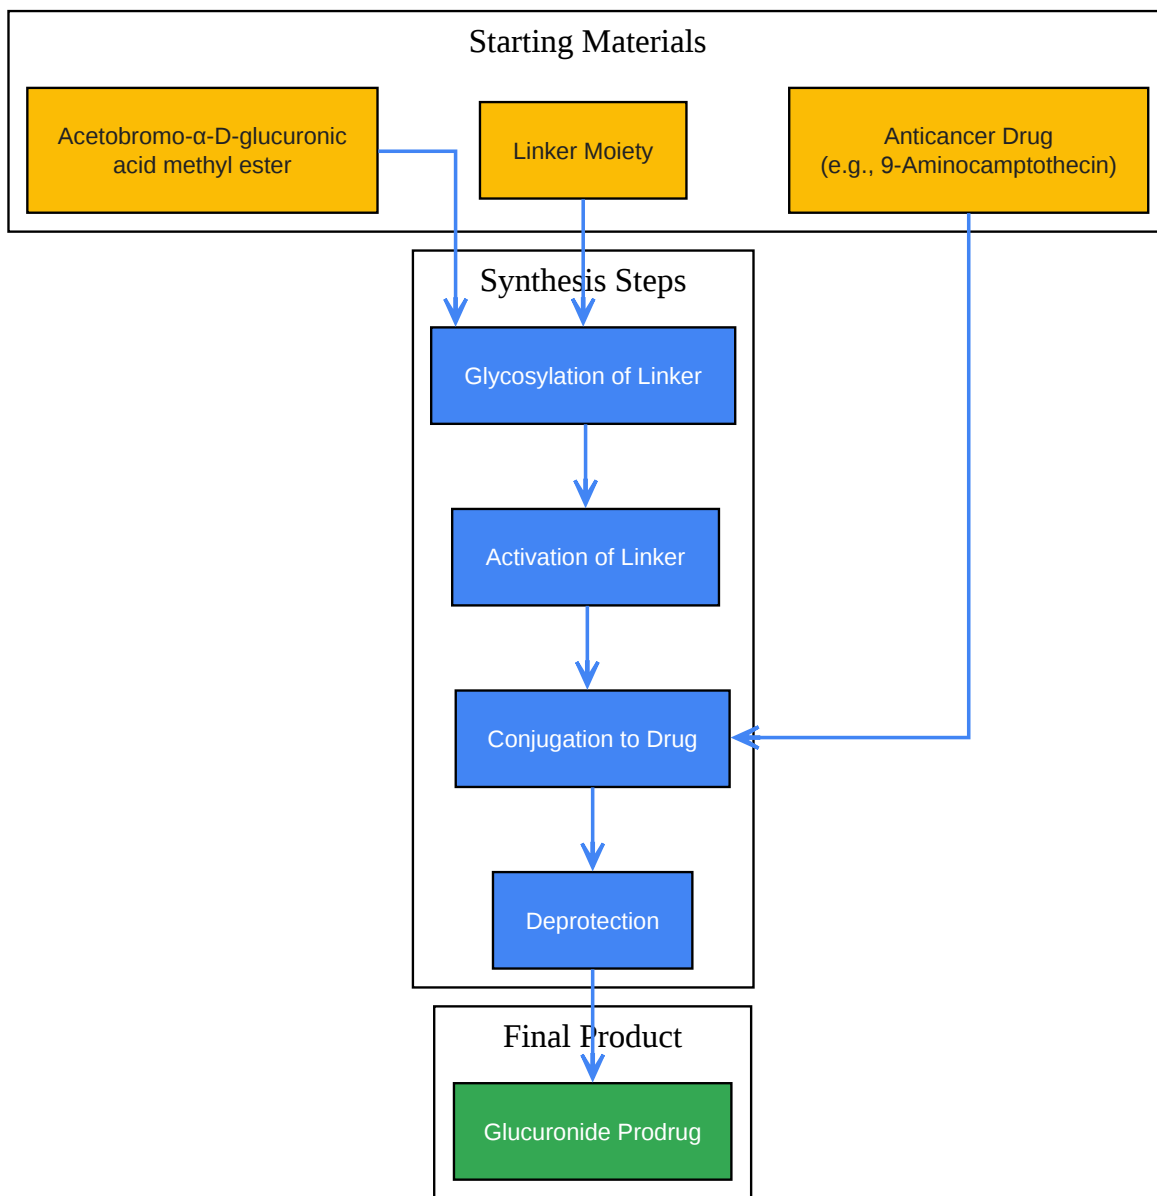 Starting Materials
Acetobromo-α-D-glucuronic
acid methyl ester
Linker Moiety
Anticancer Drug
(e.g., 9-Aminocamptothecin)
Synthesis Steps
Glycosylation of Linker
Activation of Linker
Conjugation to Drug
Deprotection
Final Product
Glucuronide Prodrug